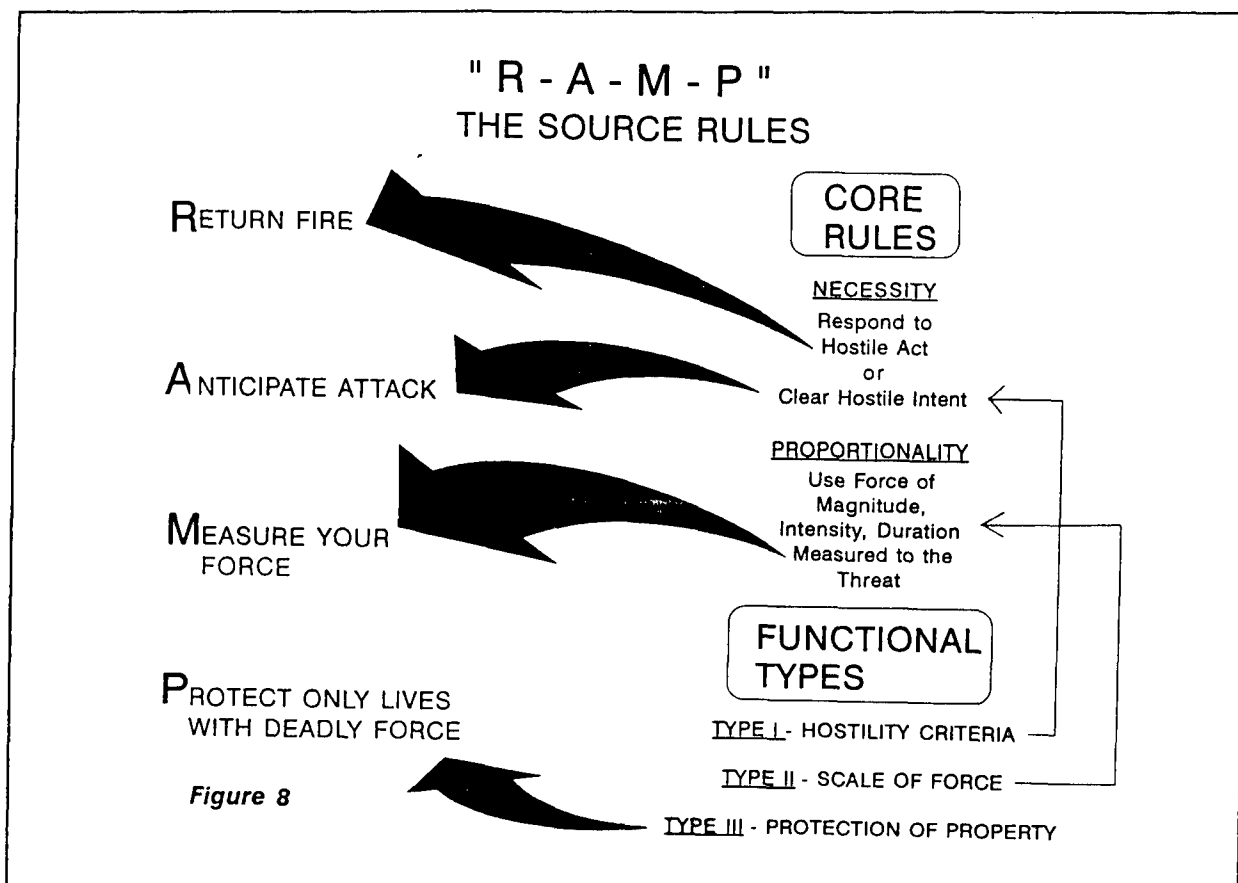 " R - A - M - P "
THE SOURCE RULES
RETURN FIRE
ANTICIPATE ATTACK
MEASURE YOUR
FORCE
PROTECT ONLY LIVES
WITH DEADLY FORCE
Figure 8
CORE
RULES
NECESSITY
Respond to
Hostile Act
or
Clear Hostile Intent
PROPORTIONALITY
Use Force of
Magnitude,
Intensity, Duration
Measured to the
Threat
FUNCTIONAL
TYPES
TYPE I - HOSTILITY CRITERIA
TYPE II - SCALE OF FORCE
TYPE III - PROTECTION OF PROPERTY